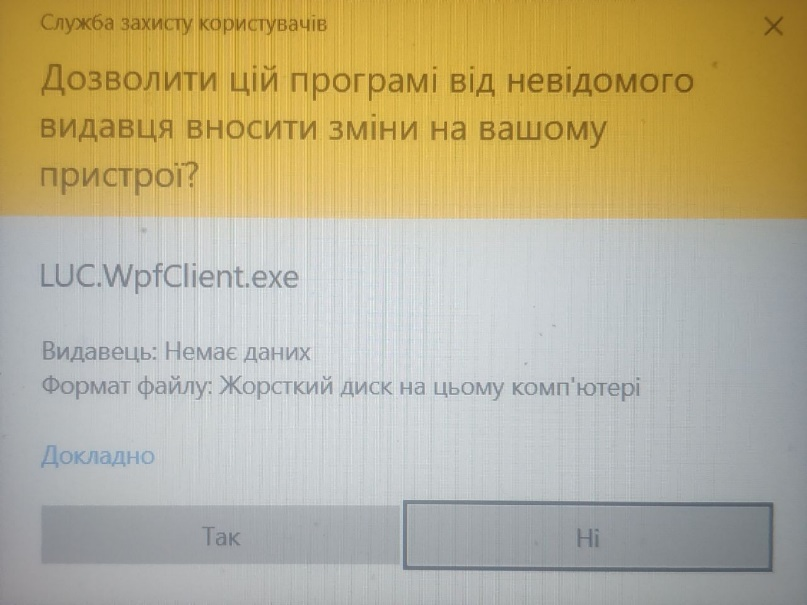 Служба захисту користувачів
Дозволити цій програмі від невідомого
видавця вносити зміни на вашому
пристрої?
LUC.WpfClient.exe
Видавець: Немає даних
Формат файлу: Жорсткий диск на цьому комп'ютері
Докладно
Так
Ні